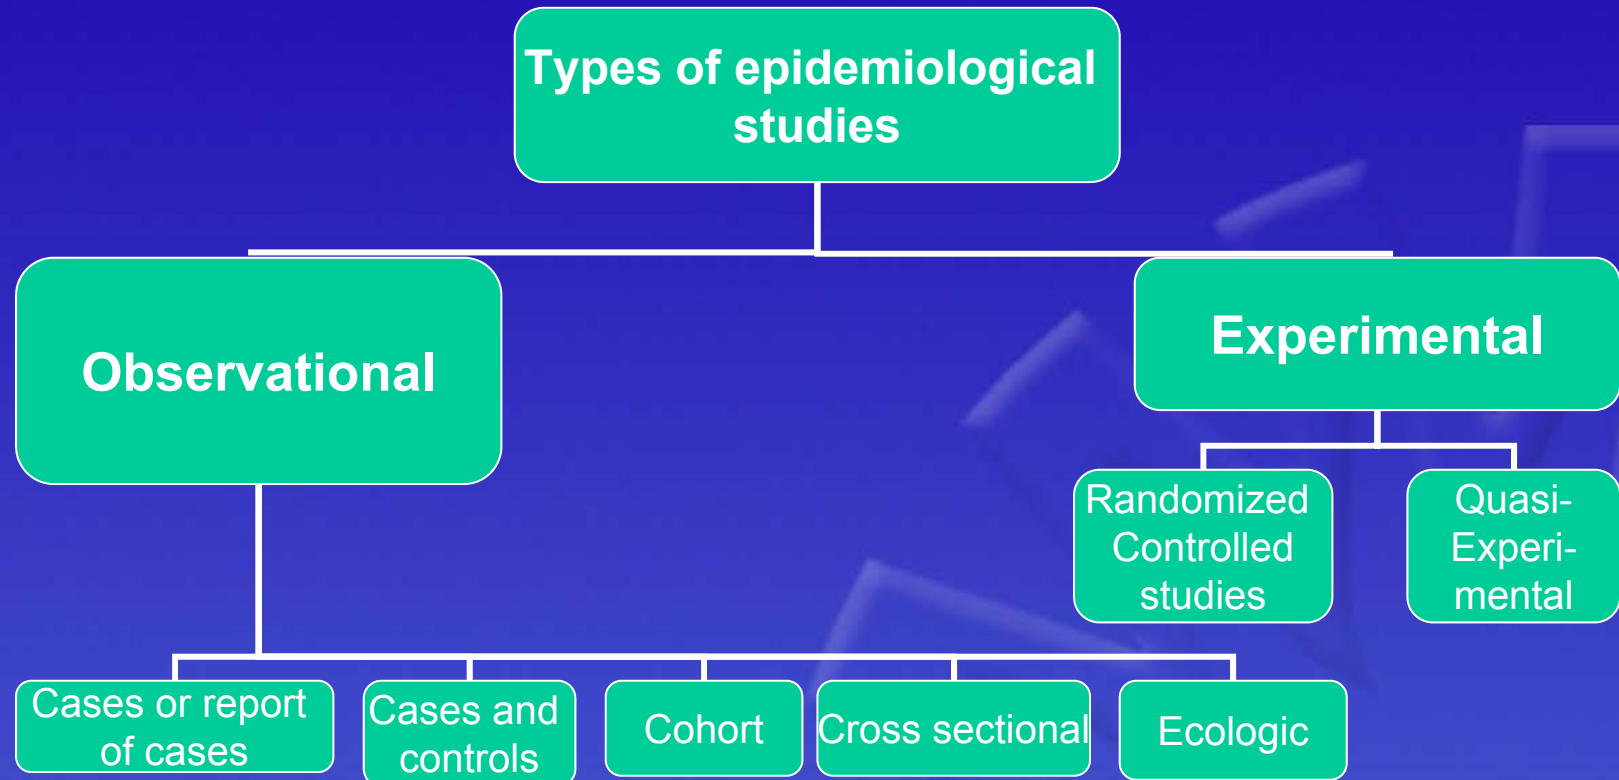 Types of epidemiological
studies
Observational
Experimental
Randomized
Controlled
studies
Quasi-
Experi-
mental
Cases or report
of cases
Cases and
controls
Cohort
Cross sectional
Ecologic